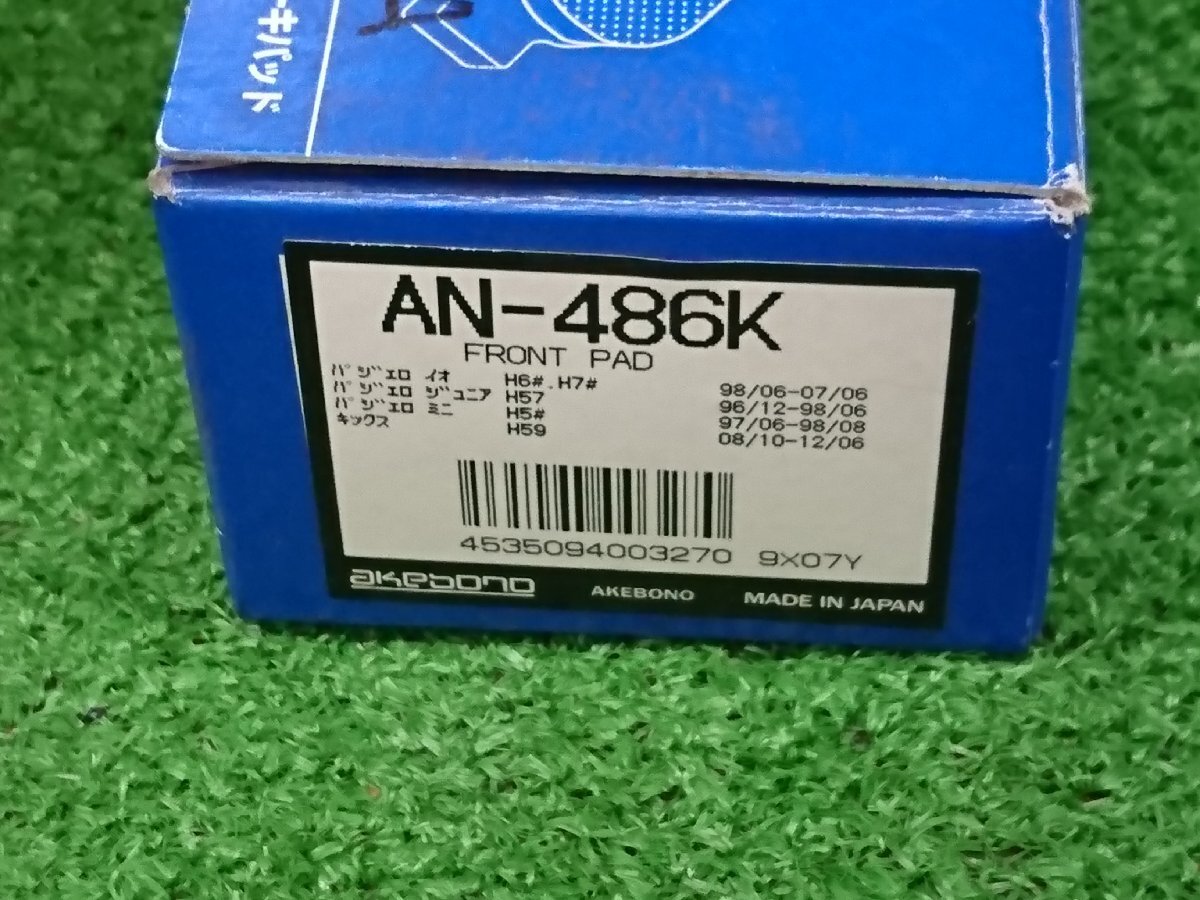 ーキパッド
AN-486K
FRONT PAD
パジェロ イオ H6#.H7# 98/06-07/06
パジェロ ジュニア H57 96/12-98/06
パジェロ ミニ H5# 97/06-98/08
キックス H59 08/10-12/06
4535094003270 9X07Y
akebono AKEBONO MADE IN JAPAN